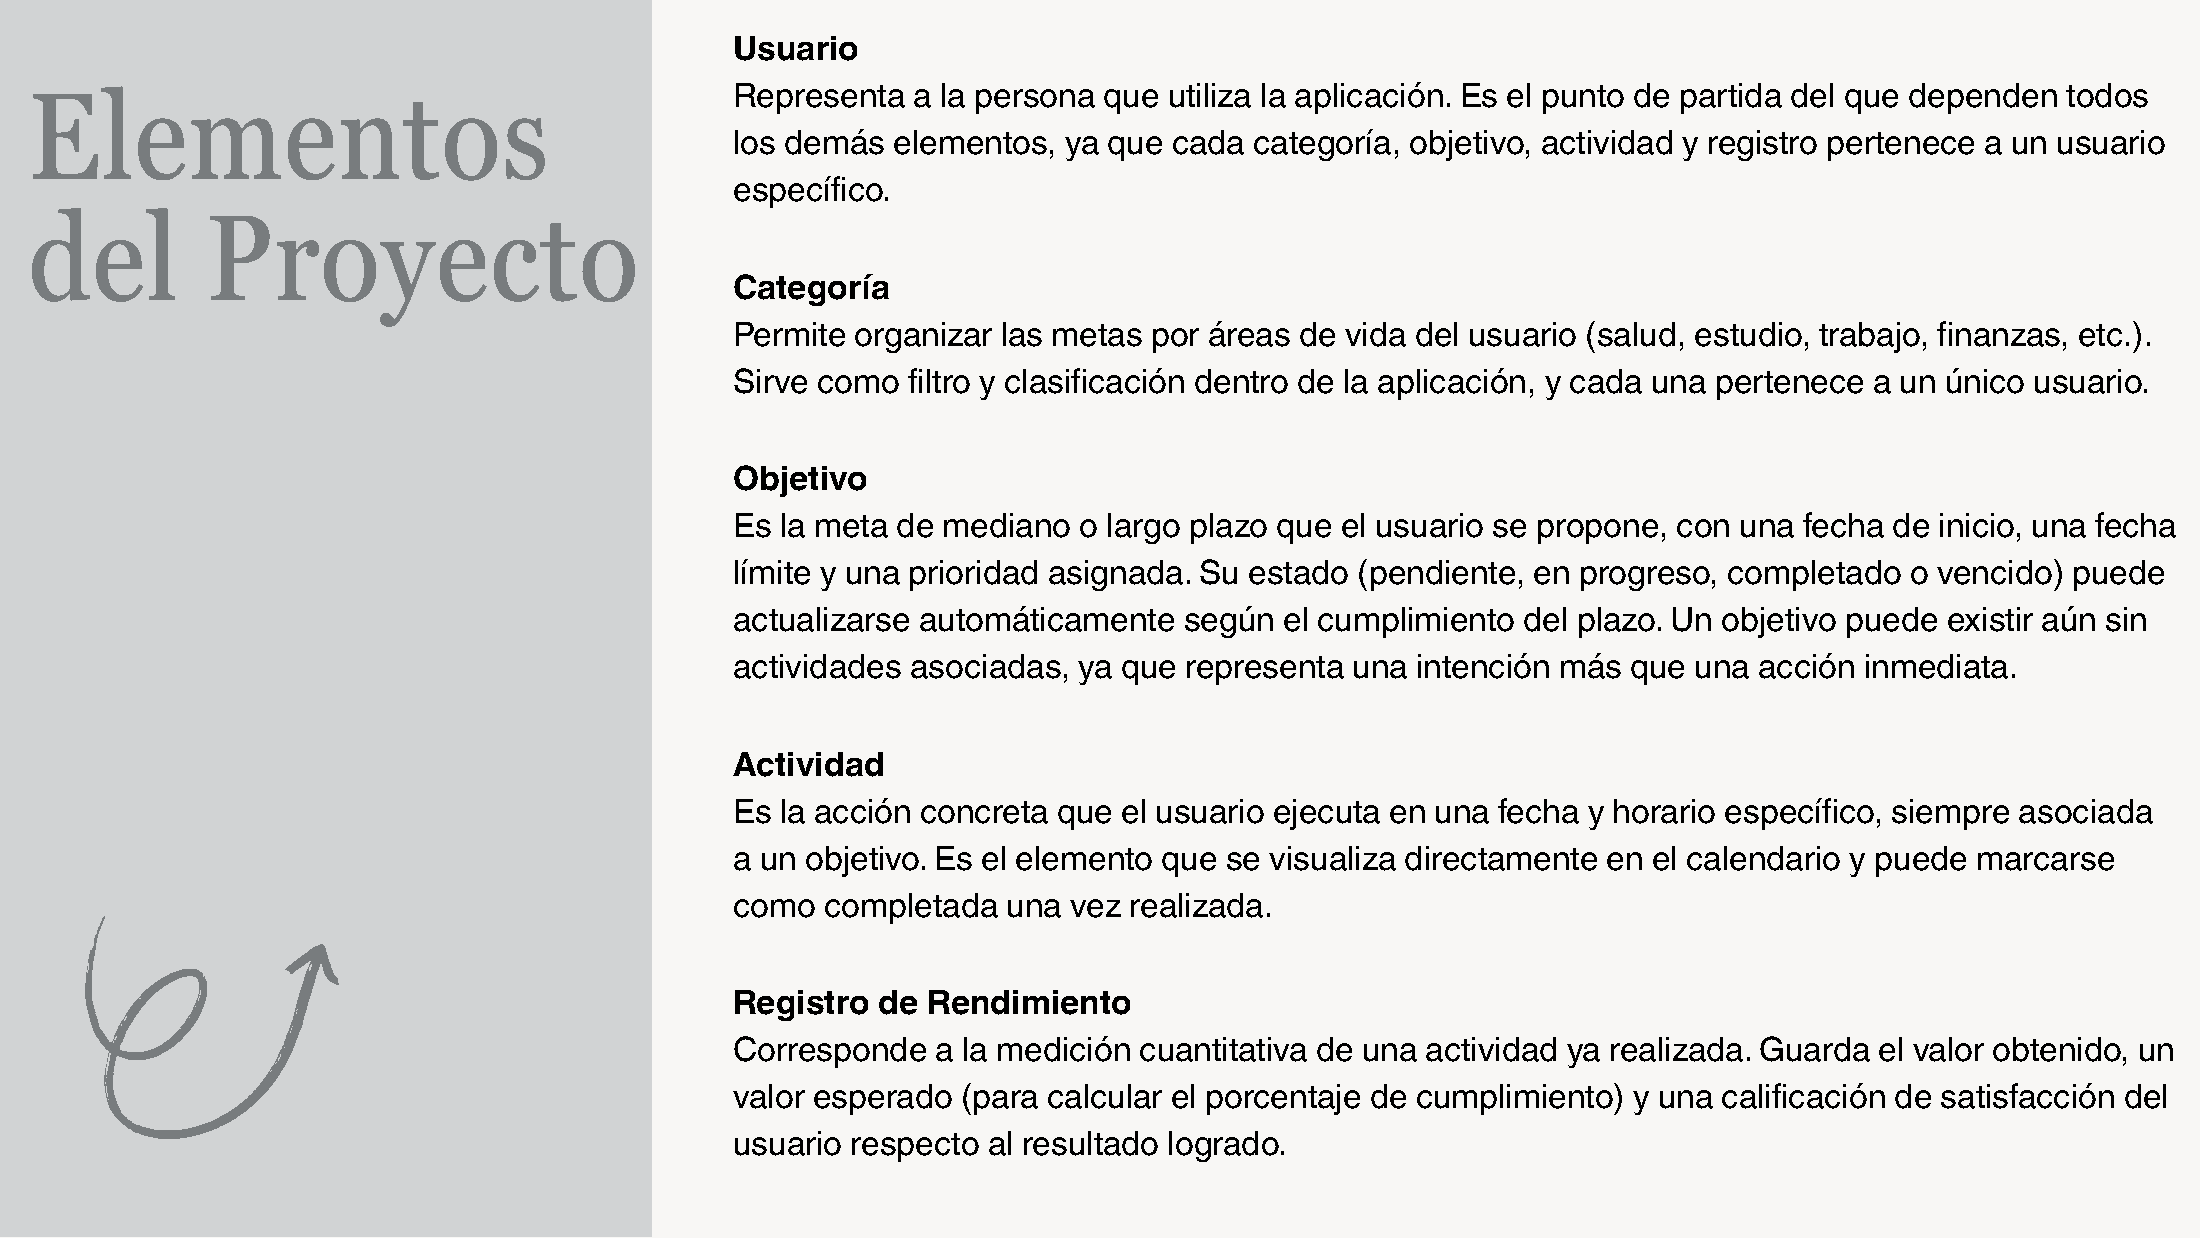 Elementos
del Proyecto
Usuario
Representa a la persona que utiliza la aplicación. Es el punto de partida del que dependen todos
los demás elementos, ya que cada categoría, objetivo, actividad y registro pertenece a un usuario
específico.
Categoría
Permite organizar las metas por áreas de vida del usuario (salud, estudio, trabajo, finanzas, etc.).
Sirve como filtro y clasificación dentro de la aplicación, y cada una pertenece a un único usuario.
Objetivo
Es la meta de mediano o largo plazo que el usuario se propone, con una fecha de inicio, una fecha
límite y una prioridad asignada. Su estado (pendiente, en progreso, completado o vencido) puede
actualizarse automáticamente según el cumplimiento del plazo. Un objetivo puede existir aún sin
actividades asociadas, ya que representa una intención más que una acción inmediata.
Actividad
Es la acción concreta que el usuario ejecuta en una fecha y horario específico, siempre asociada
a un objetivo. Es el elemento que se visualiza directamente en el calendario y puede marcarse
como completada una vez realizada.
Registro de Rendimiento
Corresponde a la medición cuantitativa de una actividad ya realizada. Guarda el valor obtenido, un
valor esperado (para calcular el porcentaje de cumplimiento) y una calificación de satisfacción del
usuario respecto al resultado logrado.